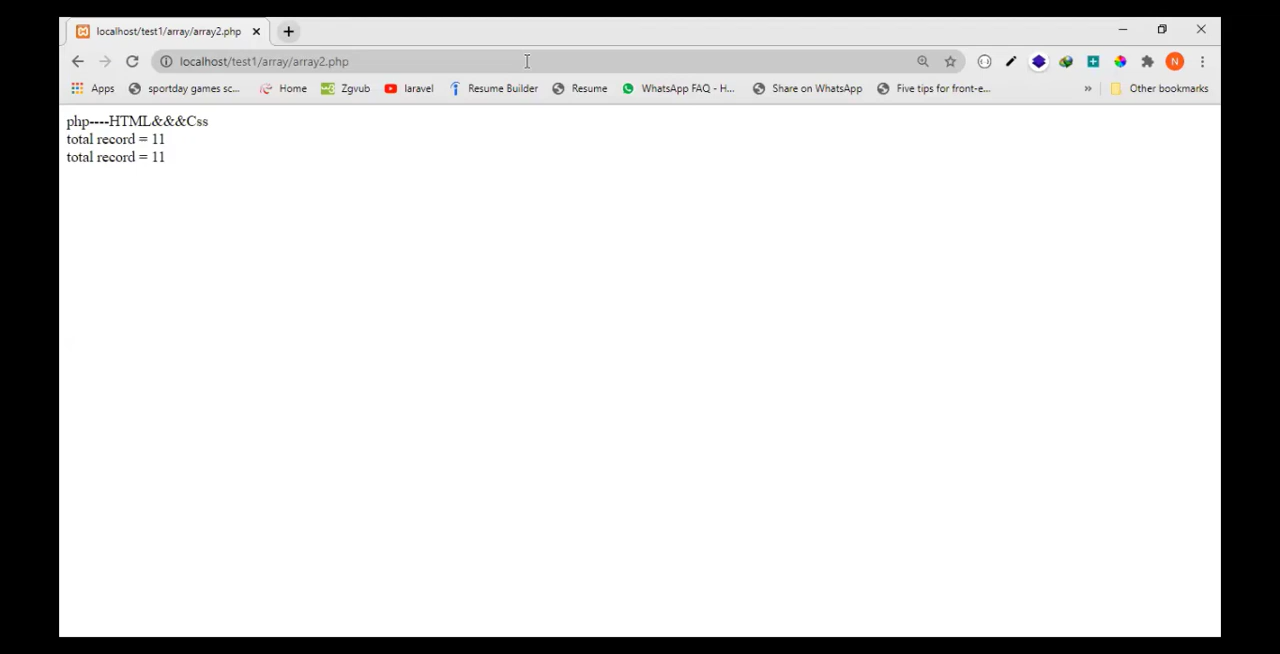 localhost/test1/array/array2.php
localhost/test1/array/array2.php
N
Apps sportday games sc... Home Zgvub laravel Resume Builder Resume WhatsApp FAQ - H... Share on WhatsApp Five tips for front-e... » Other bookmarks
php----HTML&&&Css
total record = 11
total record = 11